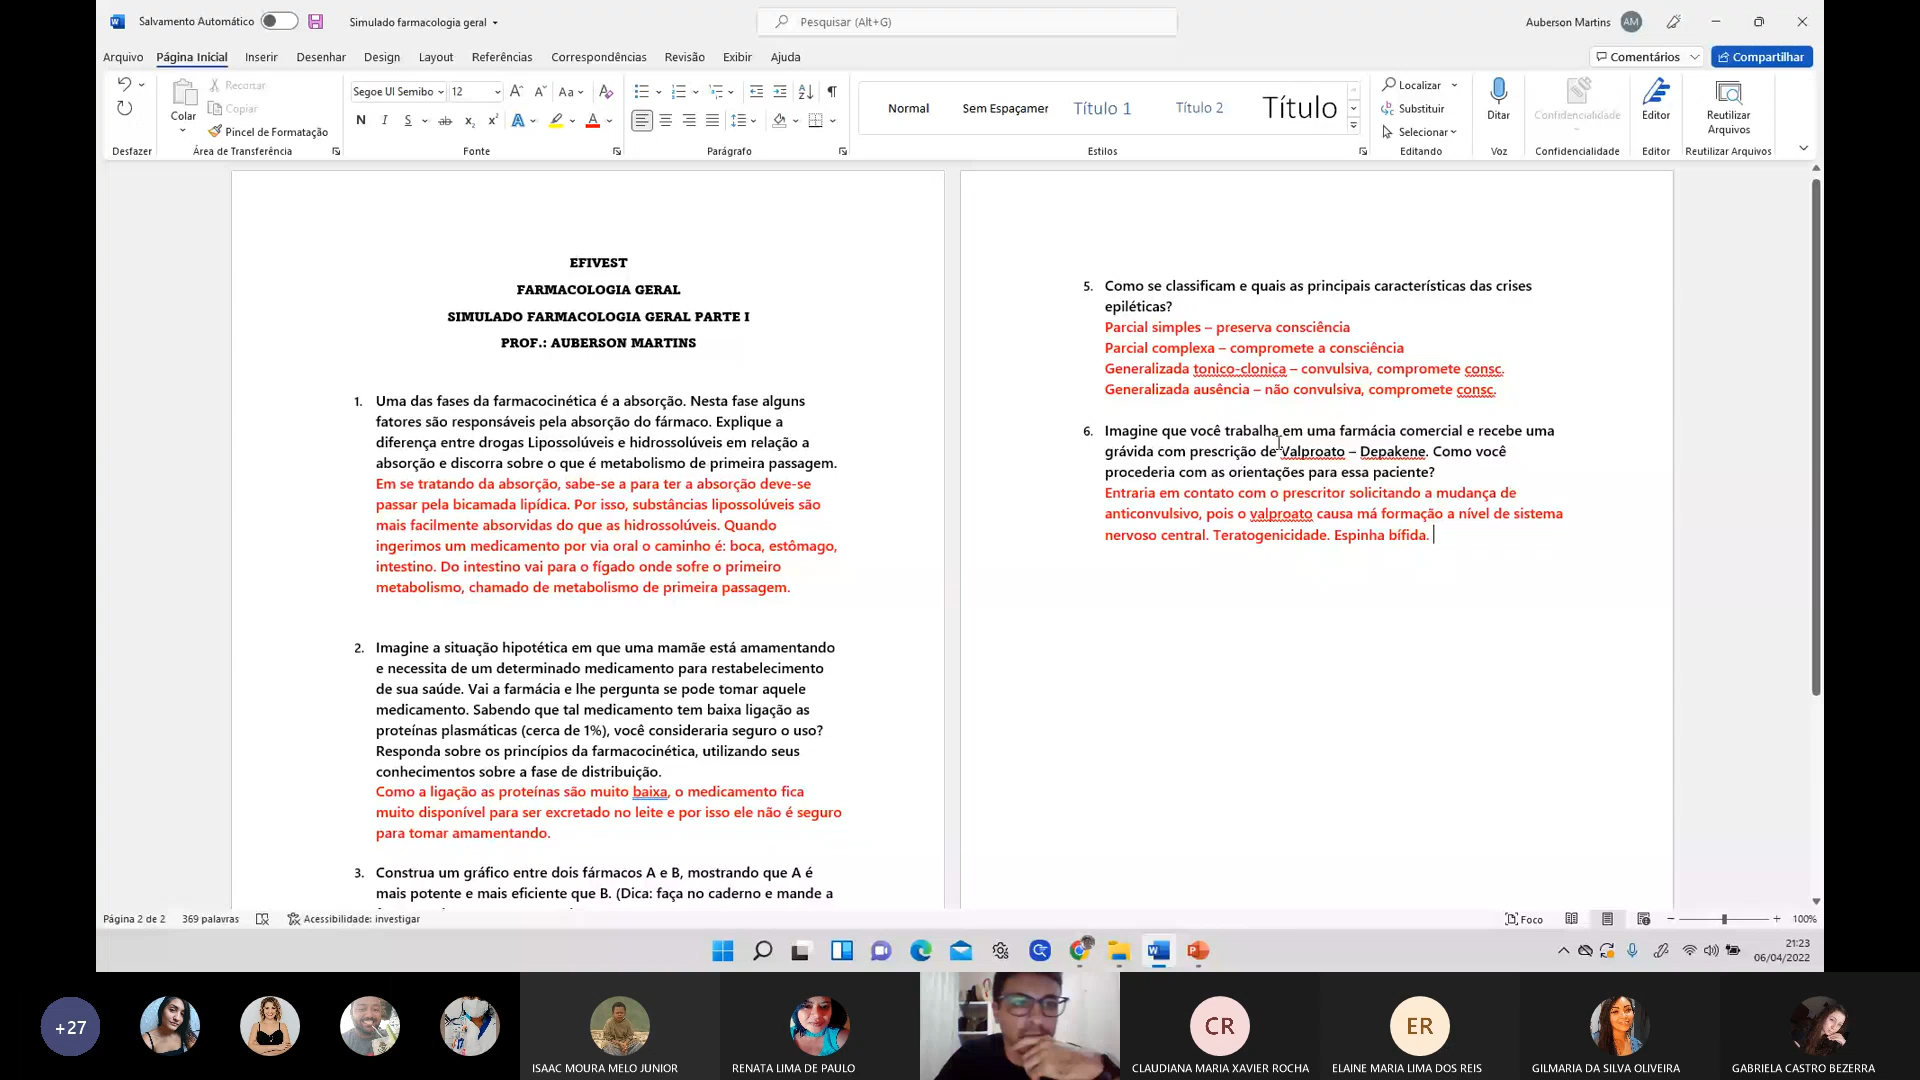 Salvamento Automático
Simulado farmacologia geral
Pesquisar (Alt+G)
Auberson Martins
AM
Arquivo
Página Inicial
Inserir
Desenhar
Design
Layout
Referências
Correspondências
Revisão
Exibir
Ajuda
Comentários
Compartilhar
Colar
Recortar
Copiar
Pincel de Formatação
Segoe UI Semibo
12
Normal
Sem Espaçamer
Título 1
Título 2
Título
Localizar
Substituir
Selecionar
Ditar
Confidencialidade
Editor
Reutilizar
Arquivos
Desfazer
Área de Transferência
Fonte
Parágrafo
Estilos
Editando
Voz
Confidencialidade
Editor
Reutilizar Arquivos
EFIVEST
FARMACOLOGIA GERAL
SIMULADO FARMACOLOGIA GERAL PARTE I
PROF.: AUBERSON MARTINS
1. Uma das fases da farmacocinética é a absorção. Nesta fase alguns
fatores são responsáveis pela absorção do fármaco. Explique a
diferença entre drogas Lipossolúveis e hidrossolúveis em relação a
absorção e discorra sobre o que é metabolismo de primeira passagem.
Em se tratando da absorção, sabe-se a para ter a absorção deve-se
passar pela bicamada lipídica. Por isso, substâncias lipossolúveis são
mais facilmente absorvidas do que as hidrossolúveis. Quando
ingerimos um medicamento por via oral o caminho é: boca, estômago,
intestino. Do intestino vai para o fígado onde sofre o primeiro
metabolismo, chamado de metabolismo de primeira passagem.
2. Imagine a situação hipotética em que uma mamãe está amamentando
e necessita de um determinado medicamento para restabelecimento
de sua saúde. Vai a farmácia e lhe pergunta se pode tomar aquele
medicamento. Sabendo que tal medicamento tem baixa ligação as
proteínas plasmáticas (cerca de 1%), você consideraria seguro o uso?
Responda sobre os princípios da farmacocinética, utilizando seus
conhecimentos sobre a fase de distribuição.
Como a ligação as proteínas são muito baixa, o medicamento fica
muito disponível para ser excretado no leite e por isso ele não é seguro
para tomar amamentando.
3. Construa um gráfico entre dois fármacos A e B, mostrando que A é
mais potente e mais eficiente que B. (Dica: faça no caderno e mande a
5. Como se classificam e quais as principais características das crises
epiléticas?
Parcial simples – preserva consciência
Parcial complexa – compromete a consciência
Generalizada tonico-clonica – convulsiva, compromete consc.
Generalizada ausência – não convulsiva, compromete consc.
6. Imagine que você trabalha em uma farmácia comercial e recebe uma
grávida com prescrição de Valproato – Depakene. Como você
procederia com as orientações para essa paciente?
Entraria em contato com o prescritor solicitando a mudança de
anticonvulsivo, pois o valproato causa má formação a nível de sistema
nervoso central. Teratogenicidade. Espinha bífida.
Página 2 de 2
369 palavras
Acessibilidade: investigar
Foco
100%
21:23
06/04/2022
+27
ISAAC MOURA MELO JUNIOR
RENATA LIMA DE PAULO
CR
CLAUDIANA MARIA XAVIER ROCHA
ER
ELAINE MARIA LIMA DOS REIS
GILMARIA DA SILVA OLIVEIRA
GABRIELA CASTRO BEZERRA